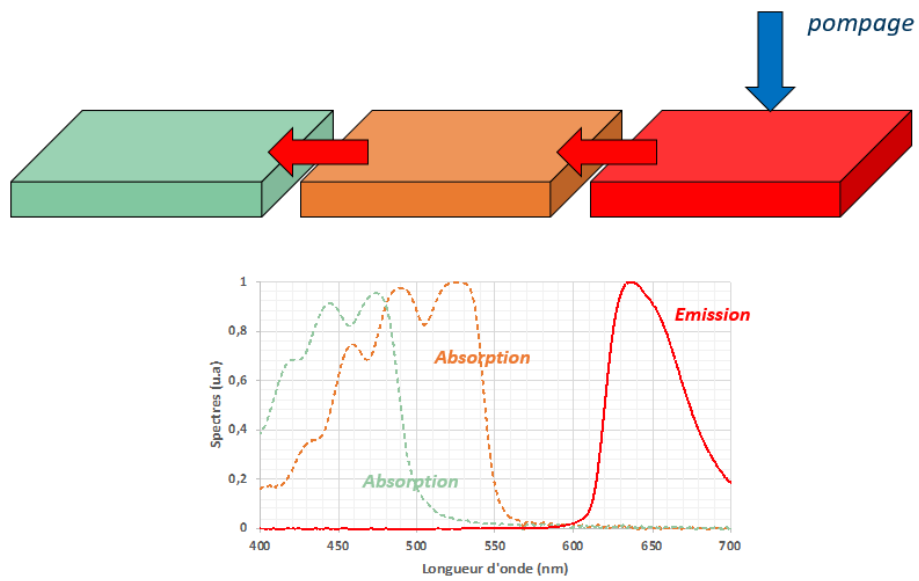 pompage
Emission
Absorption
Absorption
Spectres (u.a)
1
0,8
0,6
0,4
0,2
0
400
450
500
550
600
650
700
Longueur d'onde (nm)